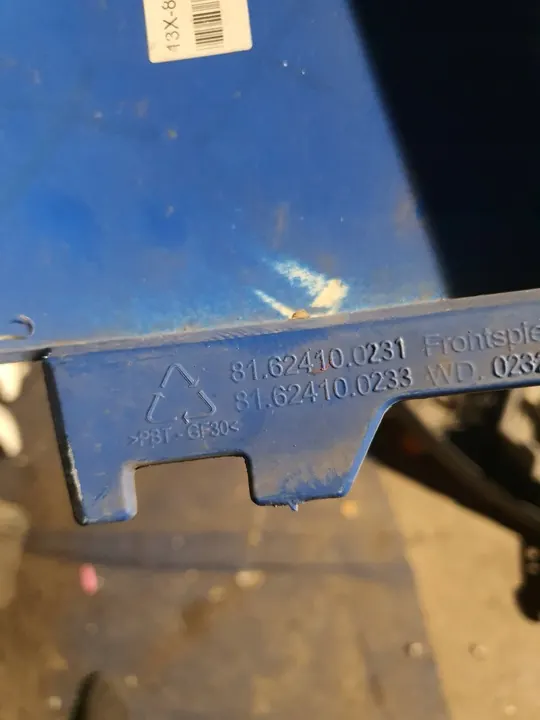 13X-8
81.62410.0231 Frontspie
81.62410.0233 WD. 0232
>PBT-GF30<